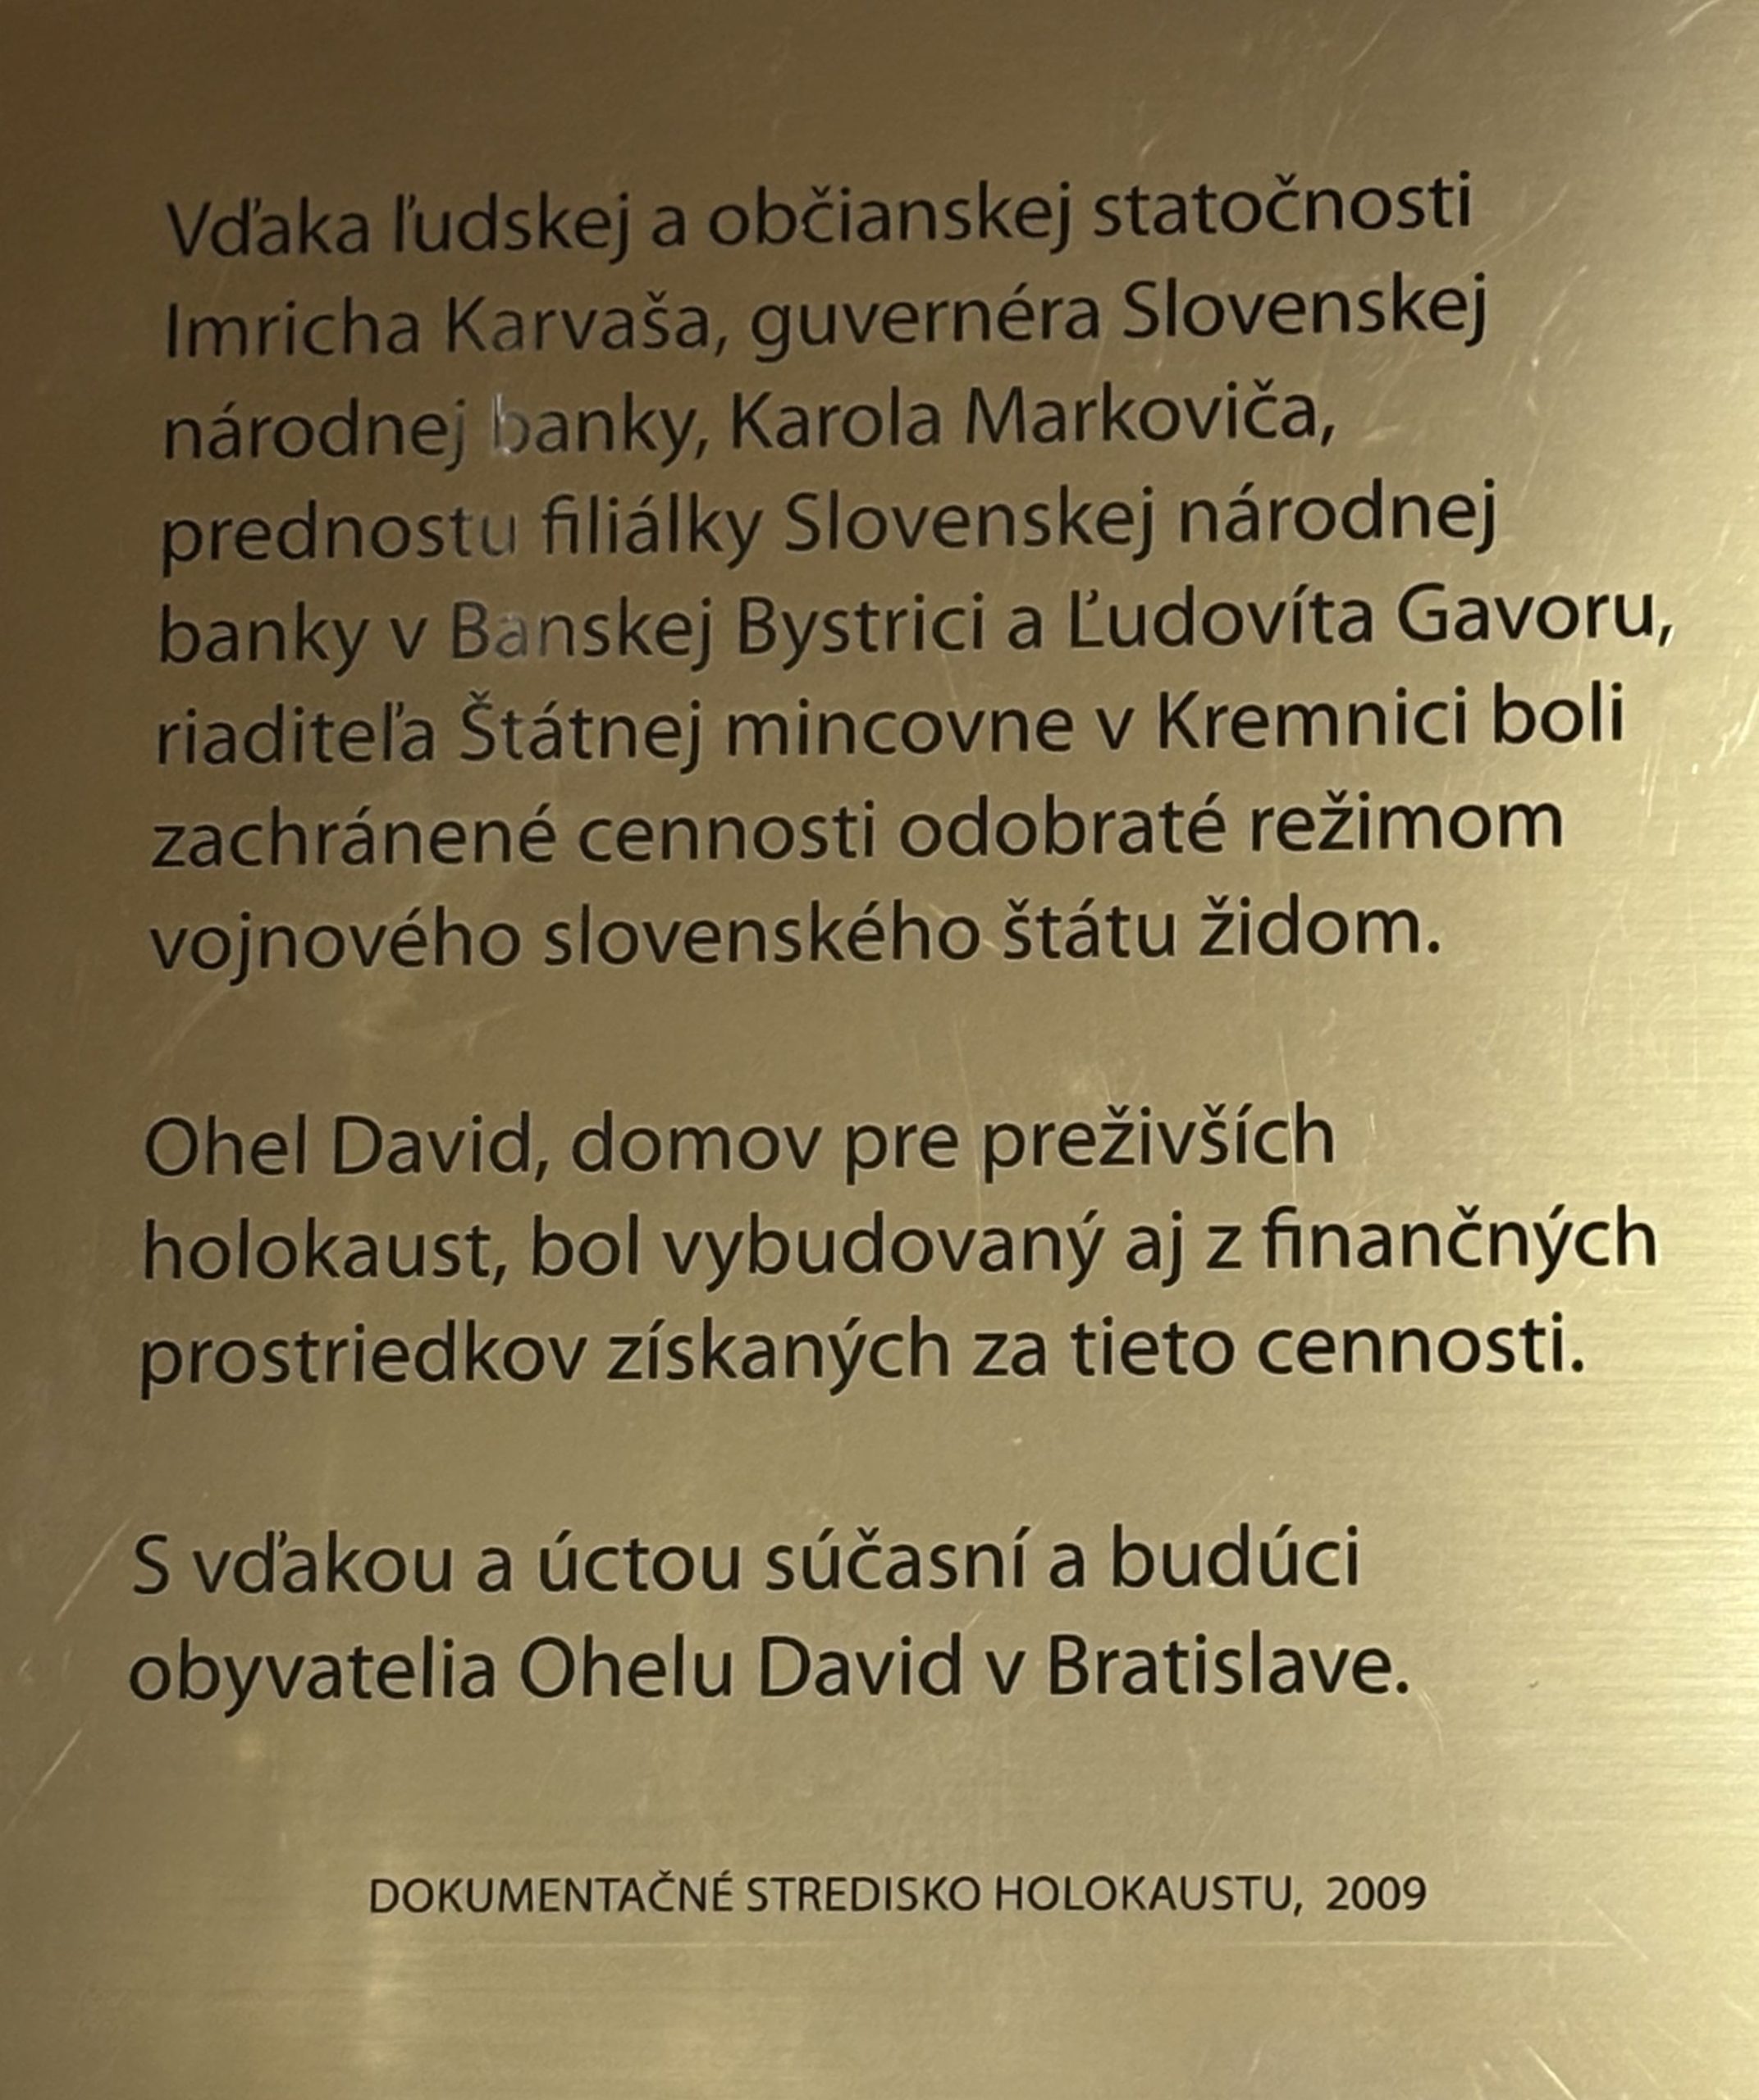 Vďaka ľudskej a občianskej statočnosti
Imricha Karvaša, guvernéra Slovenskej
národnej banky, Karola Markoviča,
prednostu filiálky Slovenskej národnej
banky v Banskej Bystrici a Ľudovíta Gavoru,
riaditeľa Štátnej mincovne v Kremnici boli
zachránené cennosti odobraté režimom
vojnového slovenského štátu židom.
Ohel David, domov pre preživších
holokaust, bol vybudovaný aj z finančných
prostriedkov získaných za tieto cennosti.
S vďakou a úctou súčasní a budúci
obyvatelia Ohelu David v Bratislave.
DOKUMENTAČNÉ STREDISKO HOLOKAUSTU, 2009